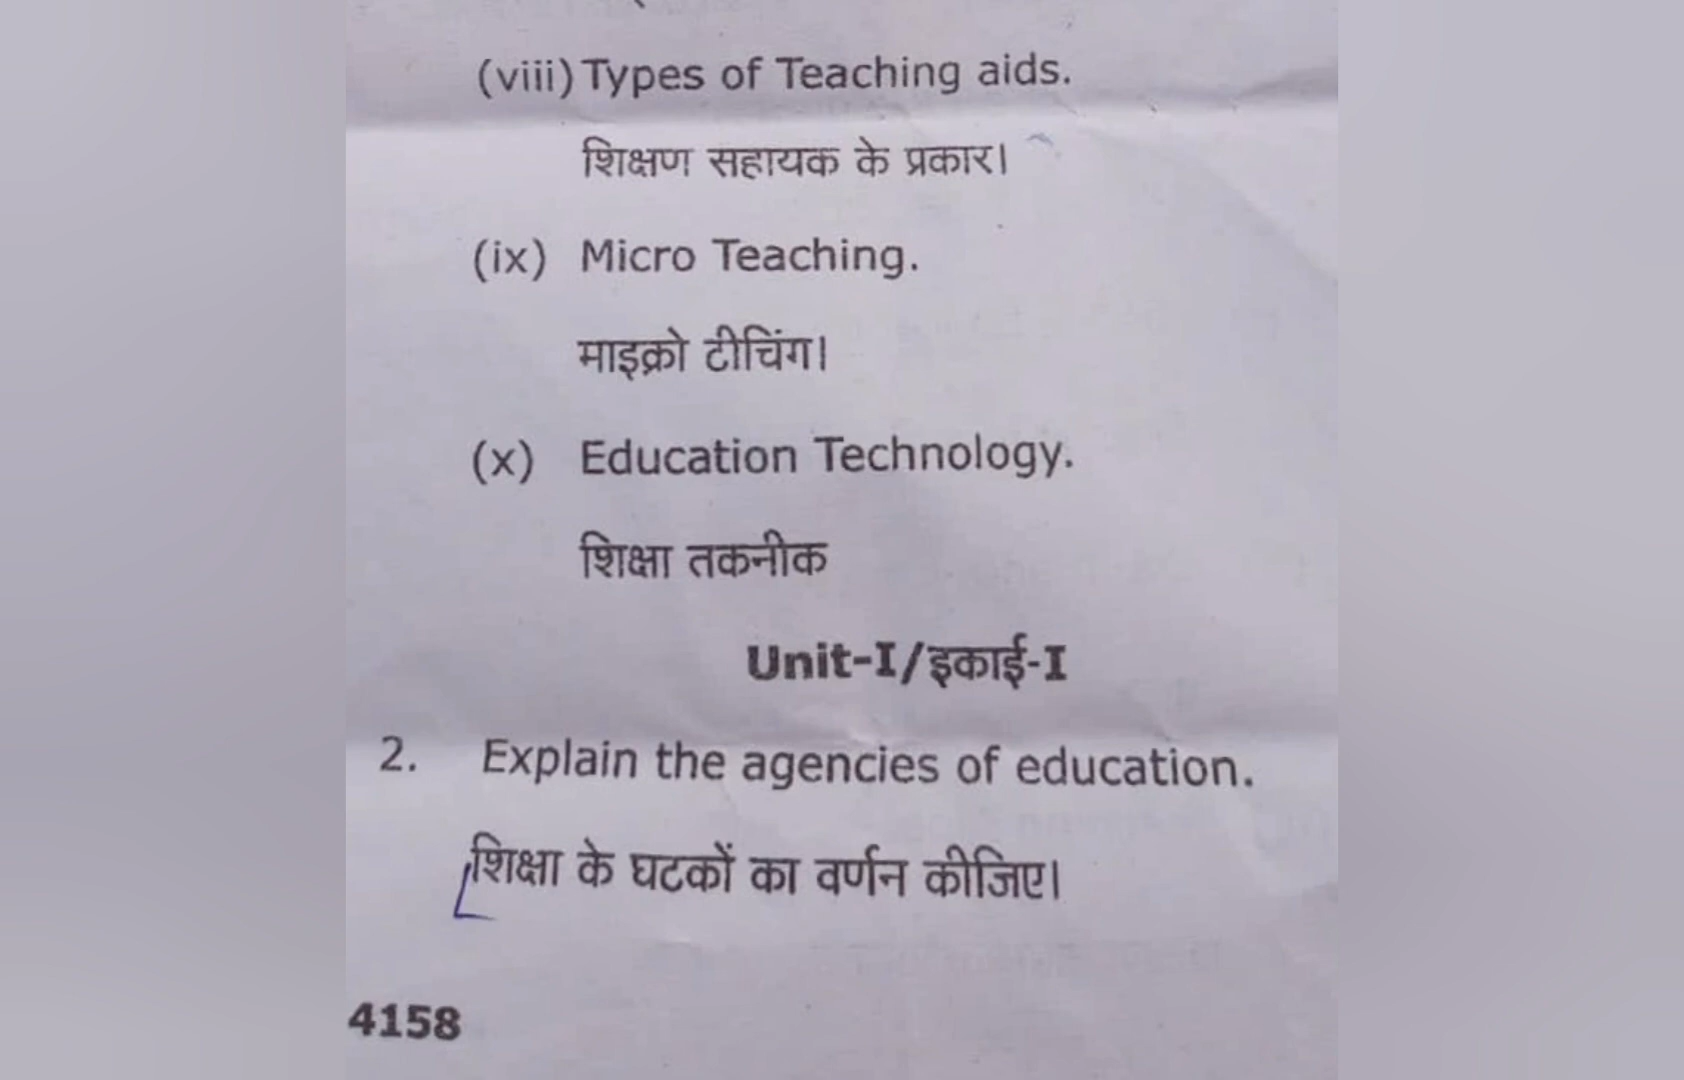 (viii) Types of Teaching aids.
शिक्षण सहायक के प्रकार।
(ix) Micro Teaching.
माइक्रो टीचिंग।
(x) Education Technology.
शिक्षा तकनीक
Unit-I/इकाई-I
2. Explain the agencies of education.
शिक्षा के घटकों का वर्णन कीजिए।
4158